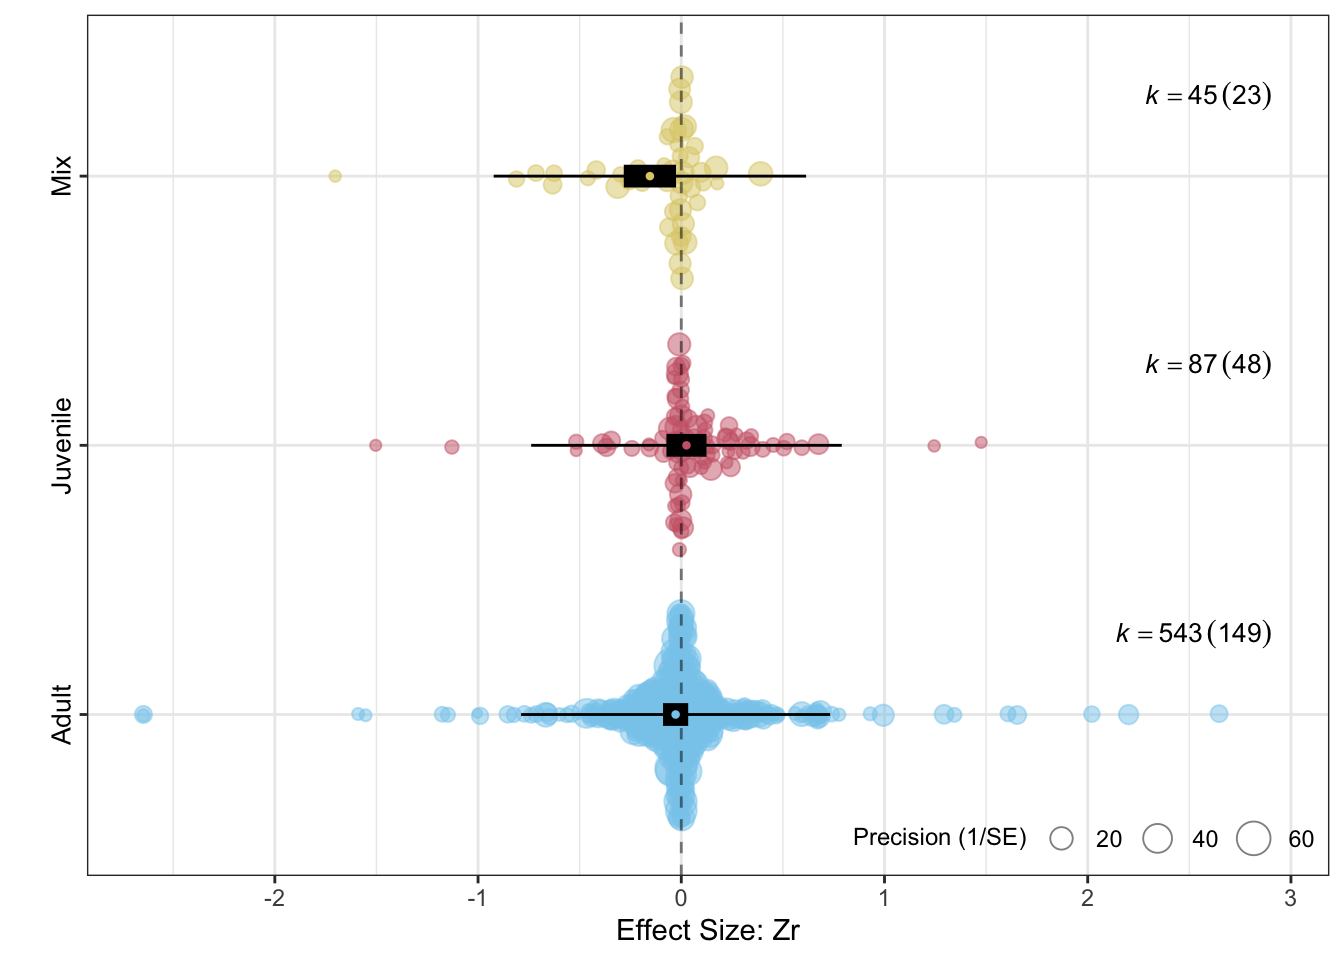 Mix
k = 45 (23)
Juvenile
k = 87 (48)
Adult
k = 543 (149)
Precision (1/SE) 20 40 60
-2 -1 0 1 2 3
Effect Size: Zr